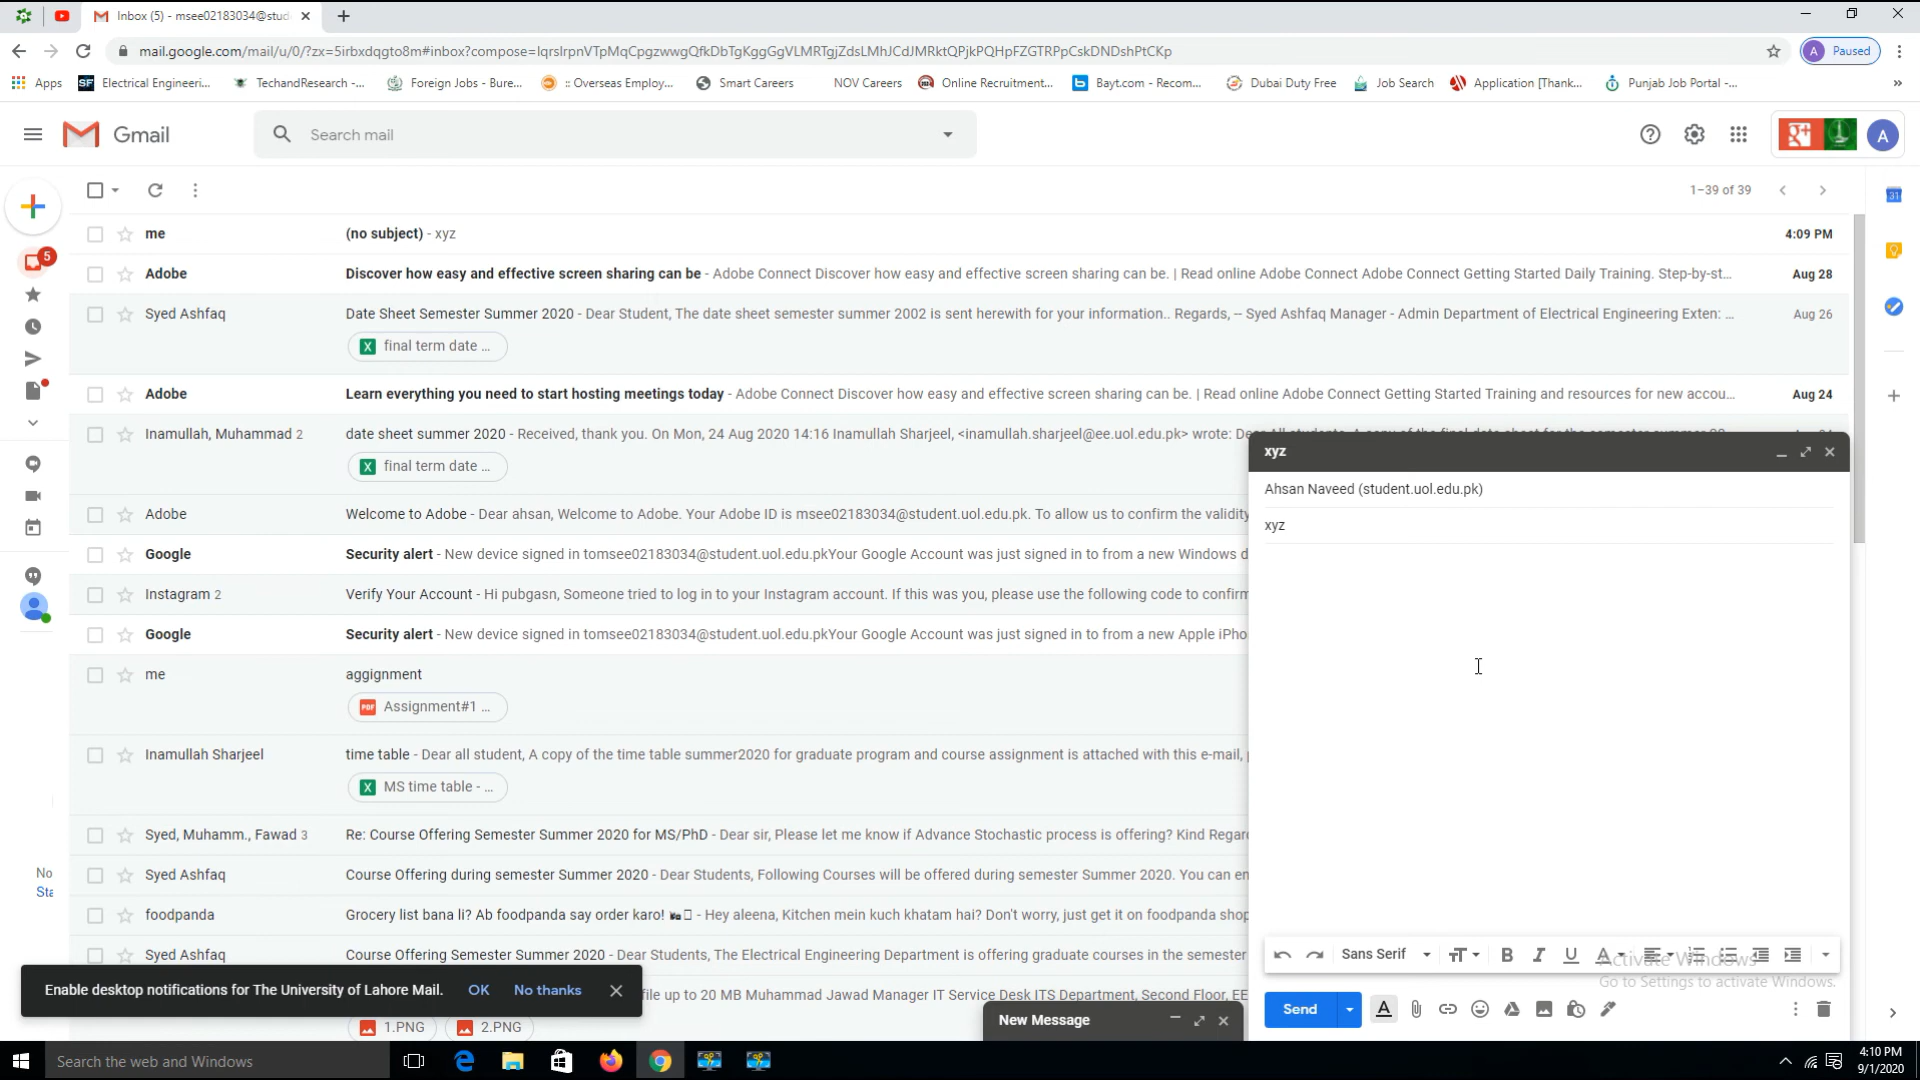 Inbox (5) - msee02183034@stud
mail.google.com/mail/u/0/?zx=5irbxdqgto8m#inbox?compose=IqrsIrpnVTpMqCpgzwwgQfkDbTgKggGgVLMRTgjZdsLMhJCdJMRktQPjkPQHpFZGTRPpCskDNDshPtCKp
A Paused
Apps SF Electrical Engineeri... TechandResearch -... Foreign Jobs - Bure... :: Overseas Employ... Smart Careers NOV Careers Online Recruitment... b Bayt.com - Recom... Dubai Duty Free Job Search Application [Thank... Punjab Job Portal -... »
Gmail
Search mail
A
1–39 of 39
me (no subject) - xyz 4:09 PM
5
Adobe Discover how easy and effective screen sharing can be - Adobe Connect Discover how easy and effective screen sharing can be. | Read online Adobe Connect Adobe Connect Getting Started Daily Training. Step-by-st... Aug 28
Syed Ashfaq Date Sheet Semester Summer 2020 - Dear Student, The date sheet semester summer 2002 is sent herewith for your information.. Regards, -- Syed Ashfaq Manager - Admin Department of Electrical Engineering Exten: ... Aug 26
X final term date ...
Adobe Learn everything you need to start hosting meetings today - Adobe Connect Discover how easy and effective screen sharing can be. | Read online Adobe Connect Getting Started Training and resources for new accou... Aug 24
Inamullah, Muhammad 2 date sheet summer 2020 - Received, thank you. On Mon, 24 Aug 2020 14:16 Inamullah Sharjeel, <inamullah.sharjeel@ee.uol.edu.pk> wrote:
X final term date ...
Adobe Welcome to Adobe - Dear ahsan, Welcome to Adobe. Your Adobe ID is msee02183034@student.uol.edu.pk. To allow us to confirm the validity
Google Security alert - New device signed in tomsee02183034@student.uol.edu.pkYour Google Account was just signed in to from a new Windows d
Instagram 2 Verify Your Account - Hi pubgasn, Someone tried to log in to your Instagram account. If this was you, please use the following code to confirm
Google Security alert - New device signed in tomsee02183034@student.uol.edu.pkYour Google Account was just signed in to from a new Apple iPho
me aggignment
PDF Assignment#1 ...
Inamullah Sharjeel time table - Dear all student, A copy of the time table summer2020 for graduate program and course assignment is attached with this e-mail,
X MS time table - ...
Syed, Muhamm., Fawad 3 Re: Course Offering Semester Summer 2020 for MS/PhD - Dear sir, Please let me know if Advance Stochastic process is offering? Kind Regar
Syed Ashfaq Course Offering during semester Summer 2020 - Dear Students, Following Courses will be offered during semester Summer 2020. You can en
foodpanda Grocery list bana li? Ab foodpanda say order karo! - Hey aleena, Kitchen mein kuch khatam hai? Don't worry, just get it on foodpanda shop
Syed Ashfaq Course Offering Semester Summer 2020 - Dear Students, The Electrical Engineering Department is offering graduate courses in the semester
file up to 20 MB Muhammad Jawad Manager IT Service Desk ITS Department, Second Floor, EE
1.PNG 2.PNG
No
Sta
Enable desktop notifications for The University of Lahore Mail. OK No thanks
New Message
xyz
Ahsan Naveed (student.uol.edu.pk)
xyz
Sans Serif
B I U A
Activate Windows
Go to Settings to activate Windows.
Send A
Search the web and Windows
4:10 PM
9/1/2020
31